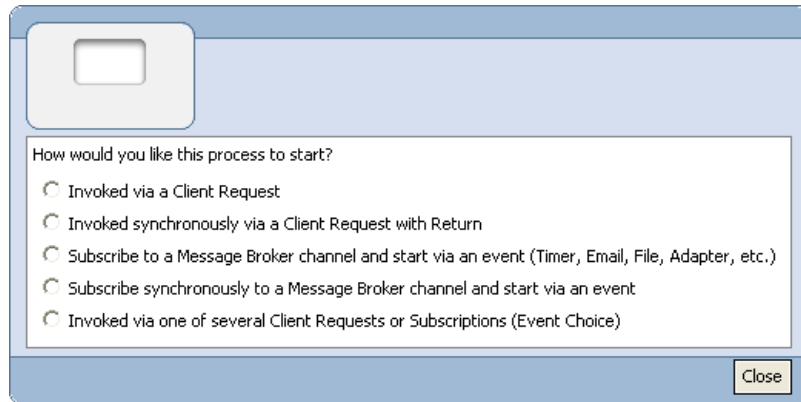 How would you like this process to start?
Invoked via a Client Request
Invoked synchronously via a Client Request with Return
Subscribe to a Message Broker channel and start via an event (Timer, Email, File, Adapter, etc.)
Subscribe synchronously to a Message Broker channel and start via an event
Invoked via one of several Client Requests or Subscriptions (Event Choice)
Close